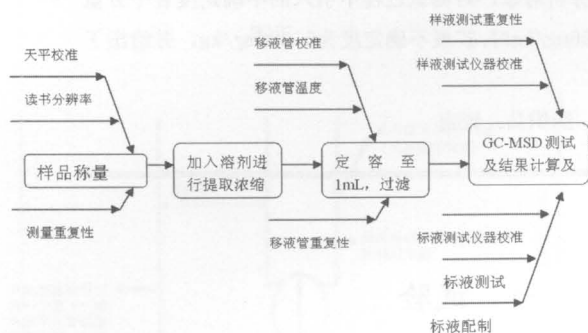 样液测试重复性
样液测试仪器校准
天平校准
读书分辨率
移液管校准
移液管温度
样品称量
加入溶剂进
行提取浓缩
定容至
1mL，过滤
GC-MSD 测试
及结果计算及
测量重复性
移液管重复性
标液测试仪器校准
标液测试
标液配制